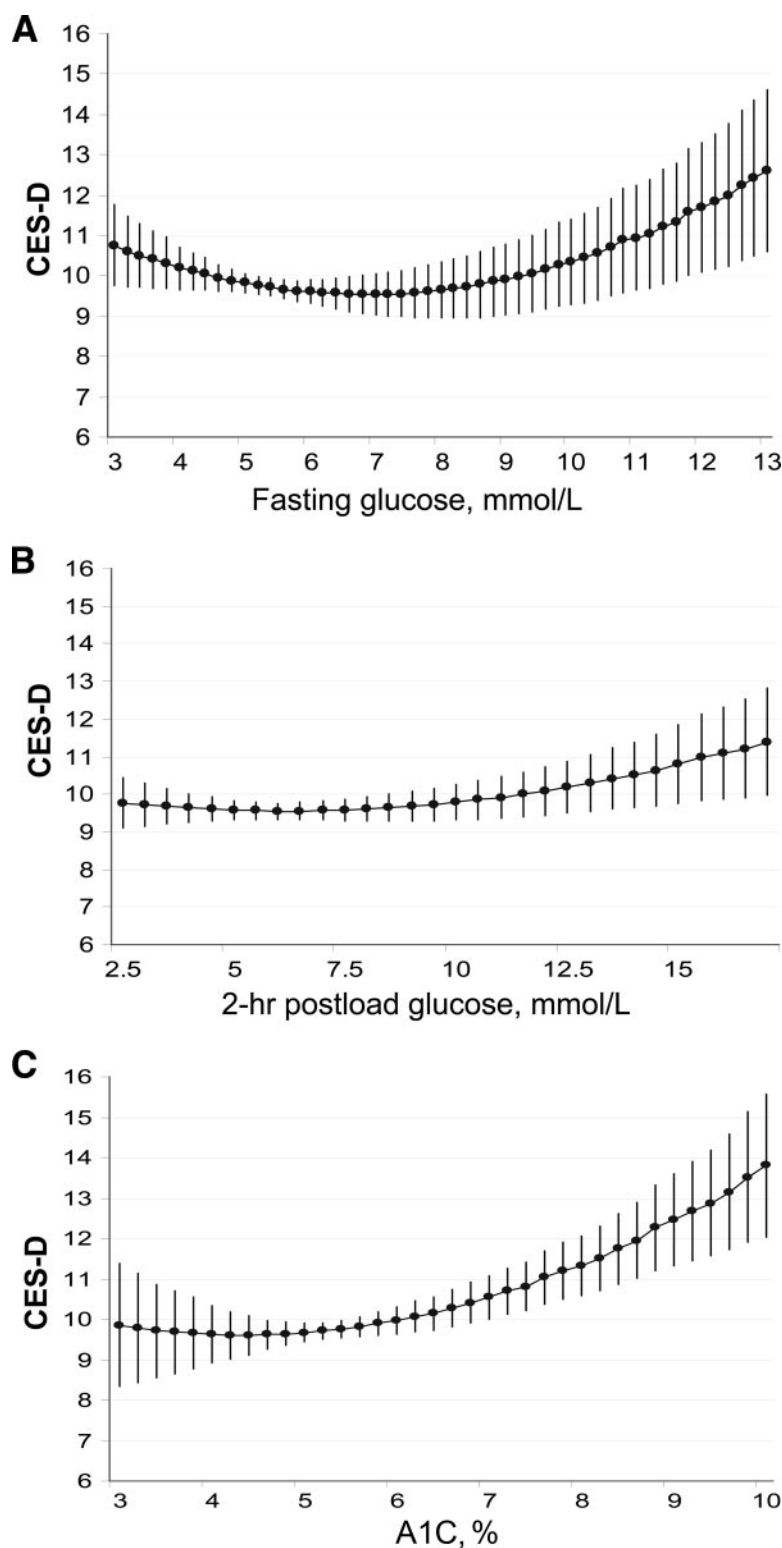 A
16
15
14
13
12
11
10
9
8
7
6
CES-D
3 4 5 6 7 8 9 10 11 12 13
Fasting glucose, mmol/L
B
16
15
14
13
12
11
10
9
8
7
6
CES-D
2.5 5 7.5 10 12.5 15
2-hr postload glucose, mmol/L
C
16
15
14
13
12
11
10
9
8
7
6
CES-D
3 4 5 6 7 8 9 10
A1C, %